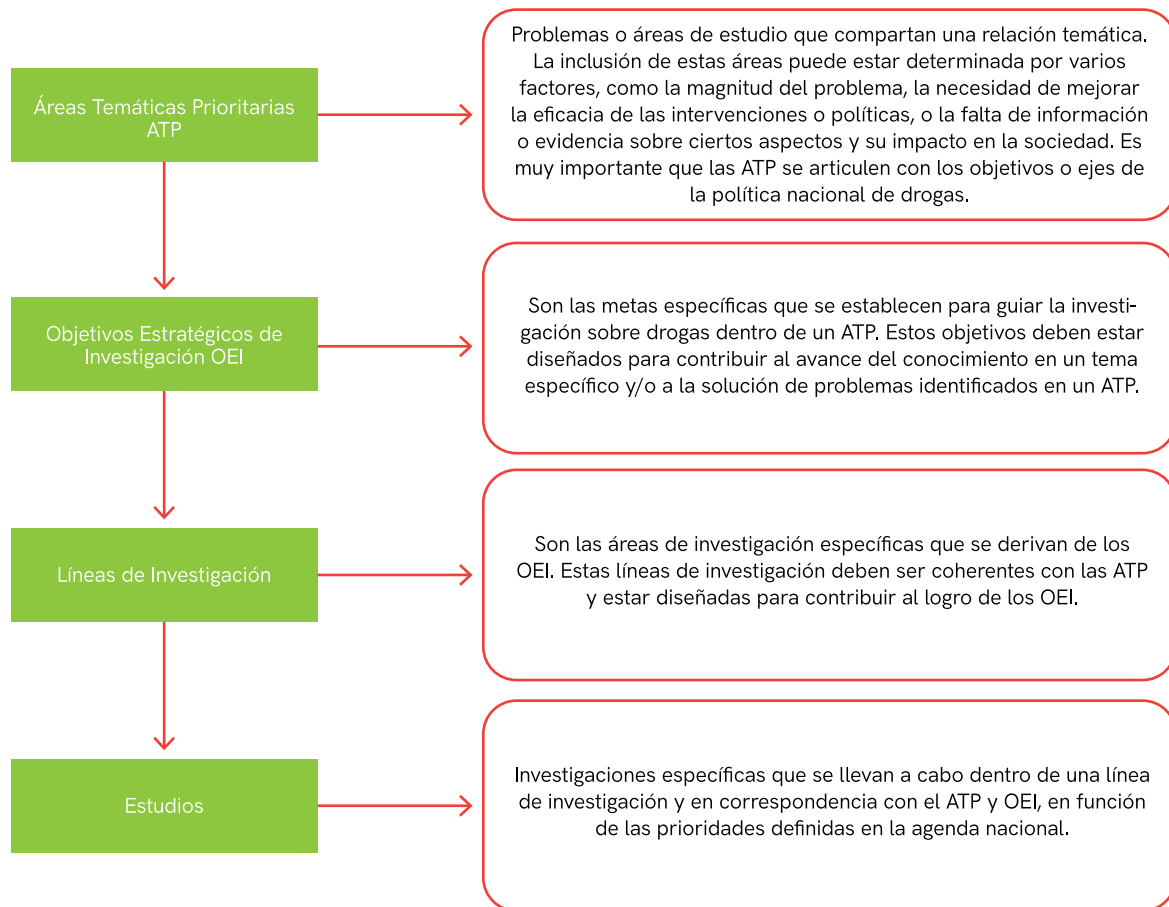 Áreas Temáticas Prioritarias
ATP
Problemas o áreas de estudio que compartan una relación temática.
La inclusión de estas áreas puede estar determinada por varios
factores, como la magnitud del problema, la necesidad de mejorar
la eficacia de las intervenciones o políticas, o la falta de información
o evidencia sobre ciertos aspectos y su impacto en la sociedad. Es
muy importante que las ATP se articulen con los objetivos o ejes de
la política nacional de drogas.
Objetivos Estratégicos de
Investigación OEI
Son las metas específicas que se establecen para guiar la investi-
gación sobre drogas dentro de un ATP. Estos objetivos deben estar
diseñados para contribuir al avance del conocimiento en un tema
específico y/o a la solución de problemas identificados en un ATP.
Líneas de Investigación
Son las áreas de investigación específicas que se derivan de los
OEI. Estas líneas de investigación deben ser coherentes con las ATP
y estar diseñadas para contribuir al logro de los OEI.
Estudios
Investigaciones específicas que se llevan a cabo dentro de una línea
de investigación y en correspondencia con el ATP y OEI, en función
de las prioridades definidas en la agenda nacional.